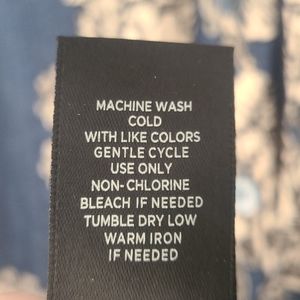 MACHINE WASH
COLD
WITH LIKE COLORS
GENTLE CYCLE
USE ONLY
NON-CHLORINE
BLEACH IF NEEDED
TUMBLE DRY LOW
WARM IRON
IF NEEDED